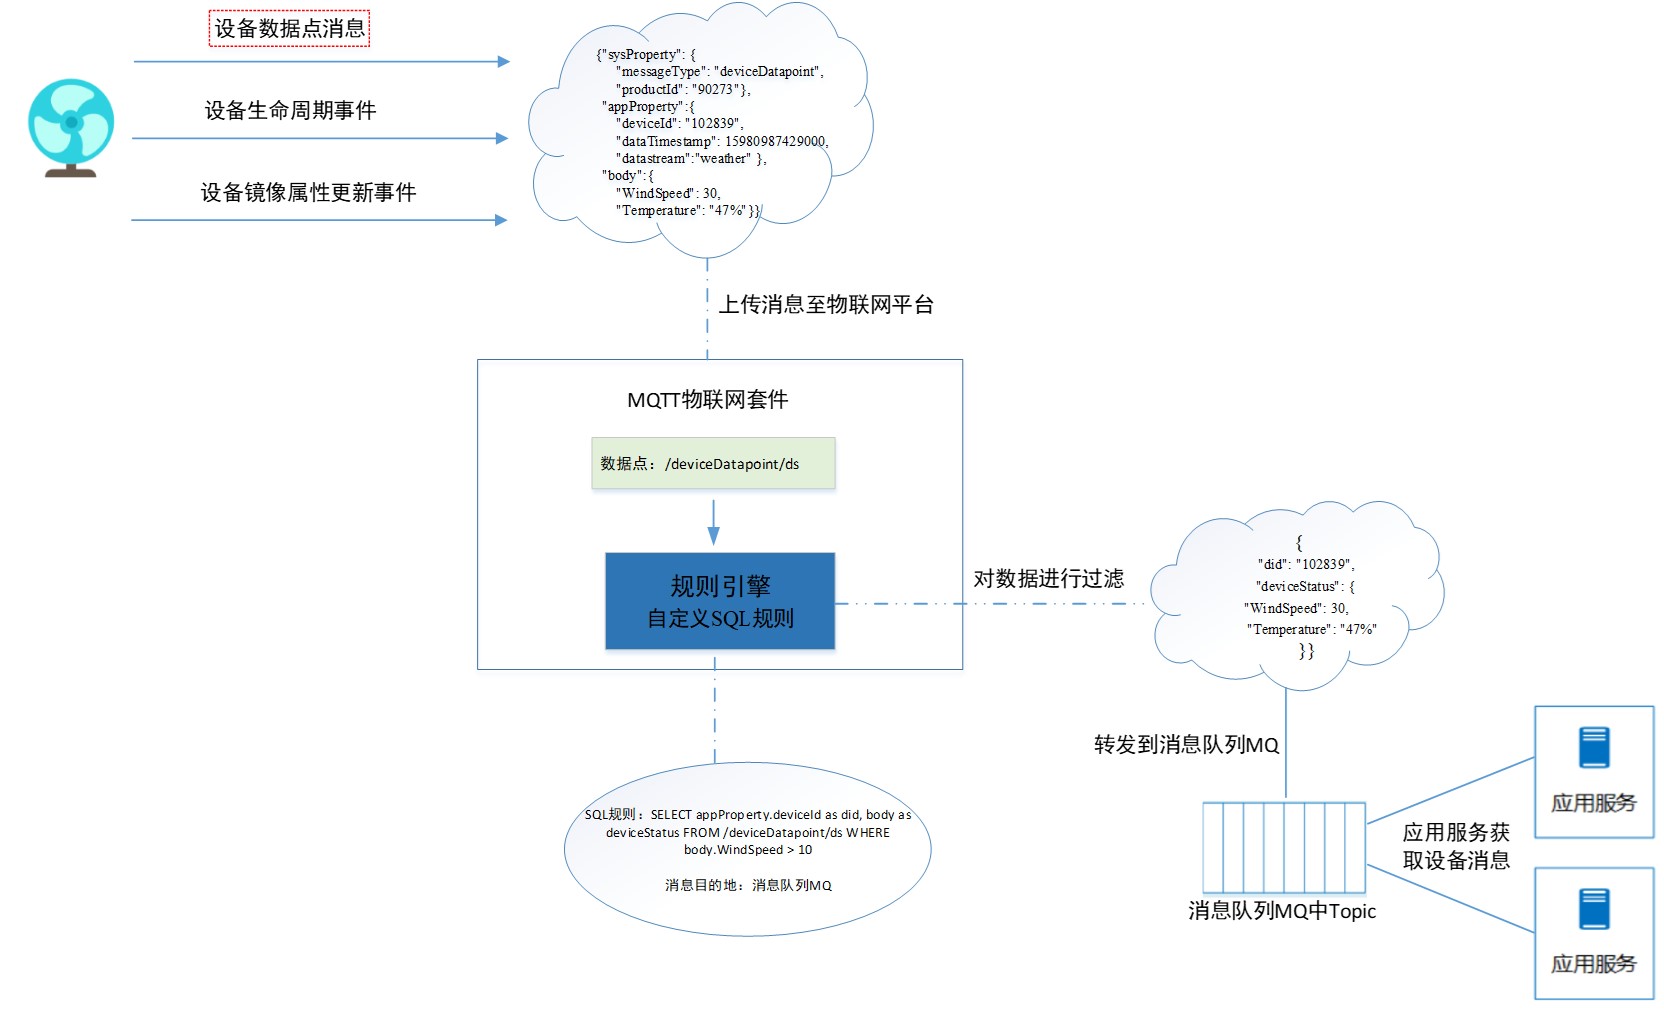 设备数据点消息
设备生命周期事件
设备镜像属性更新事件
{"sysProperty": {
"messageType": "deviceDatapoint",
"productId": "90273"},
"appProperty":{
"deviceId": "102839",
"dataTimestamp": 15980987429000,
"datastream":"weather" },
"body":{
"WindSpeed": 30,
"Temperature": "47%"}}
上传消息至物联网平台
MQTT物联网套件
数据点：/deviceDatapoint/ds
规则引擎
自定义SQL规则
对数据进行过滤
{
"did": "102839",
"deviceStatus": {
"WindSpeed": 30,
"Temperature": "47%"
}}
转发到消息队列MQ
SQL规则：SELECT appProperty.deviceId as did, body as
deviceStatus FROM /deviceDatapoint/ds WHERE
body.WindSpeed > 10
消息目的地：消息队列MQ
消息队列MQ中Topic
应用服务获
取设备消息
应用服务
应用服务